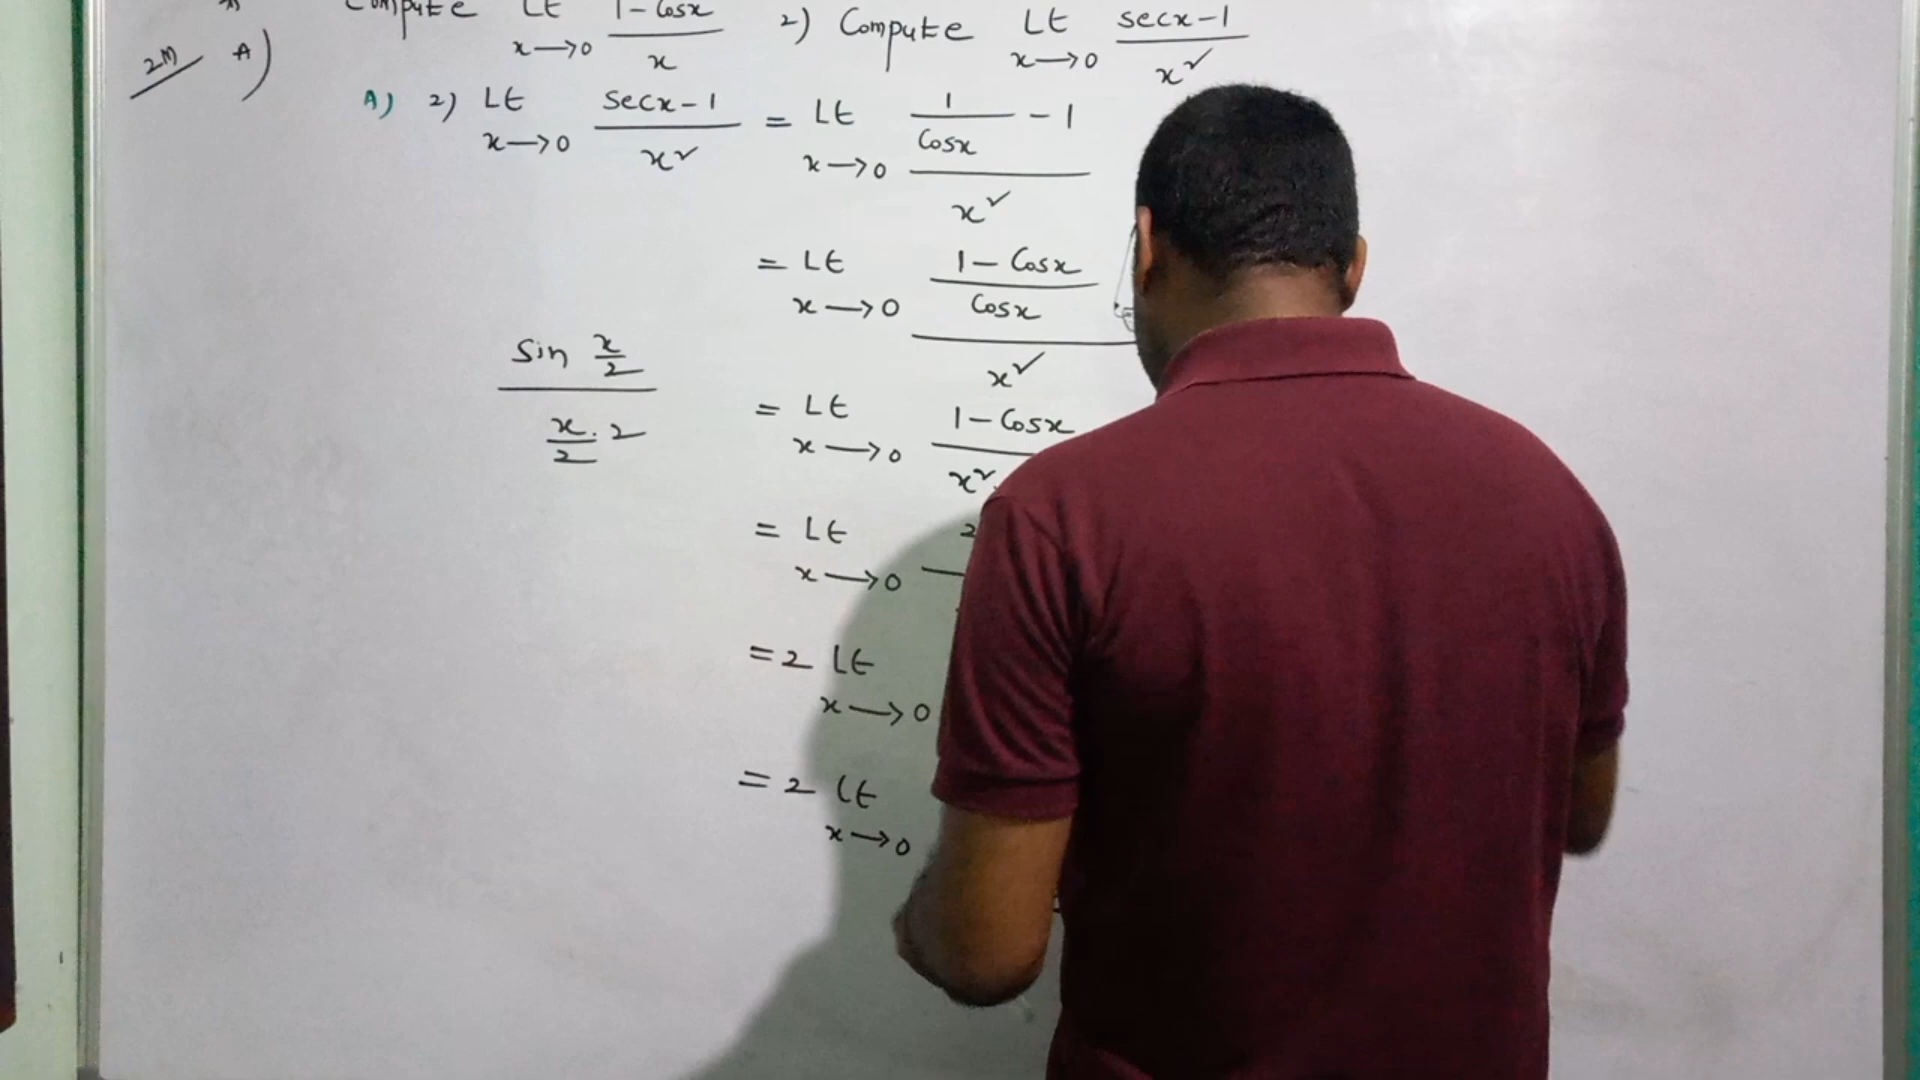 Compute Lt x→0 1-Cosx/x 2) Compute Lt x→0 secx-1/x²
2M A)
A) 2) Lt x→0 secx-1/x² = Lt x→0 1/Cosx - 1/x²
= Lt x→0 1-Cosx/Cosx/x²
Sin x/2 / x/2 . 2
= Lt x→0 1-Cosx/x².
= Lt x→0 2
= 2 Lt x→0
= 2 Lt x→0